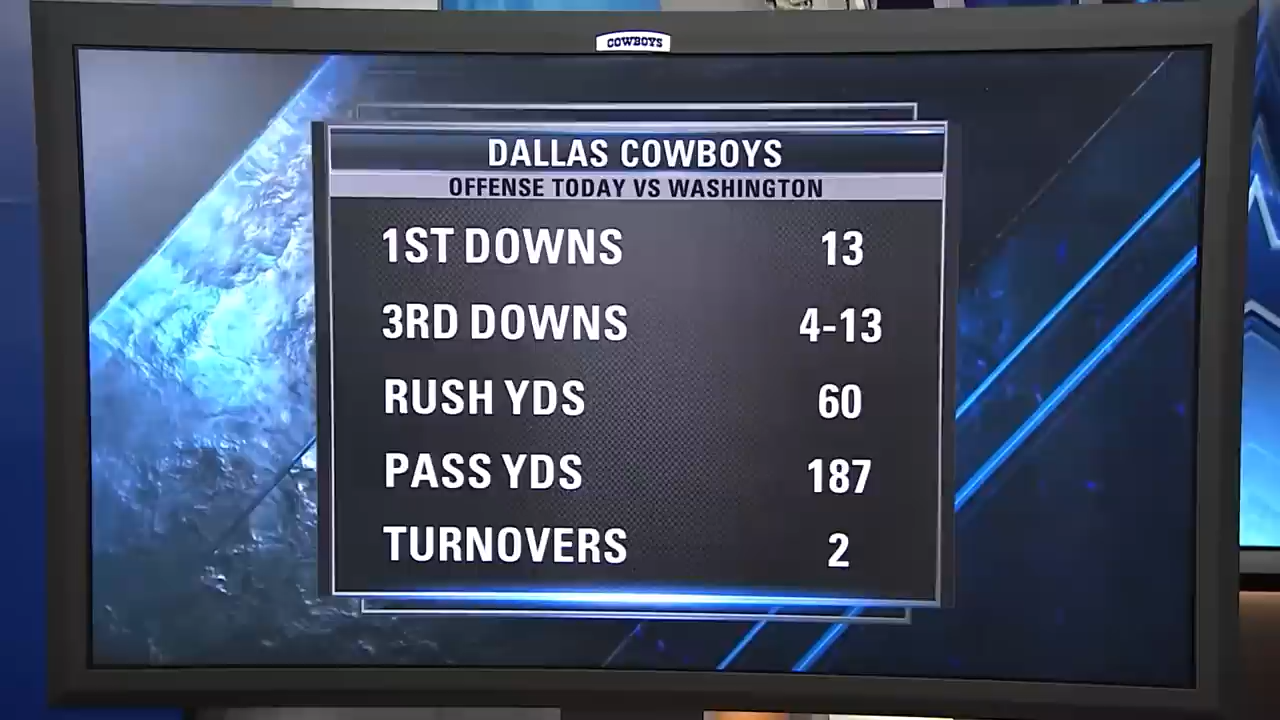 COWBOYS
DALLAS COWBOYS
OFFENSE TODAY VS WASHINGTON
1ST DOWNS 13
3RD DOWNS 4-13
RUSH YDS 60
PASS YDS 187
TURNOVERS 2